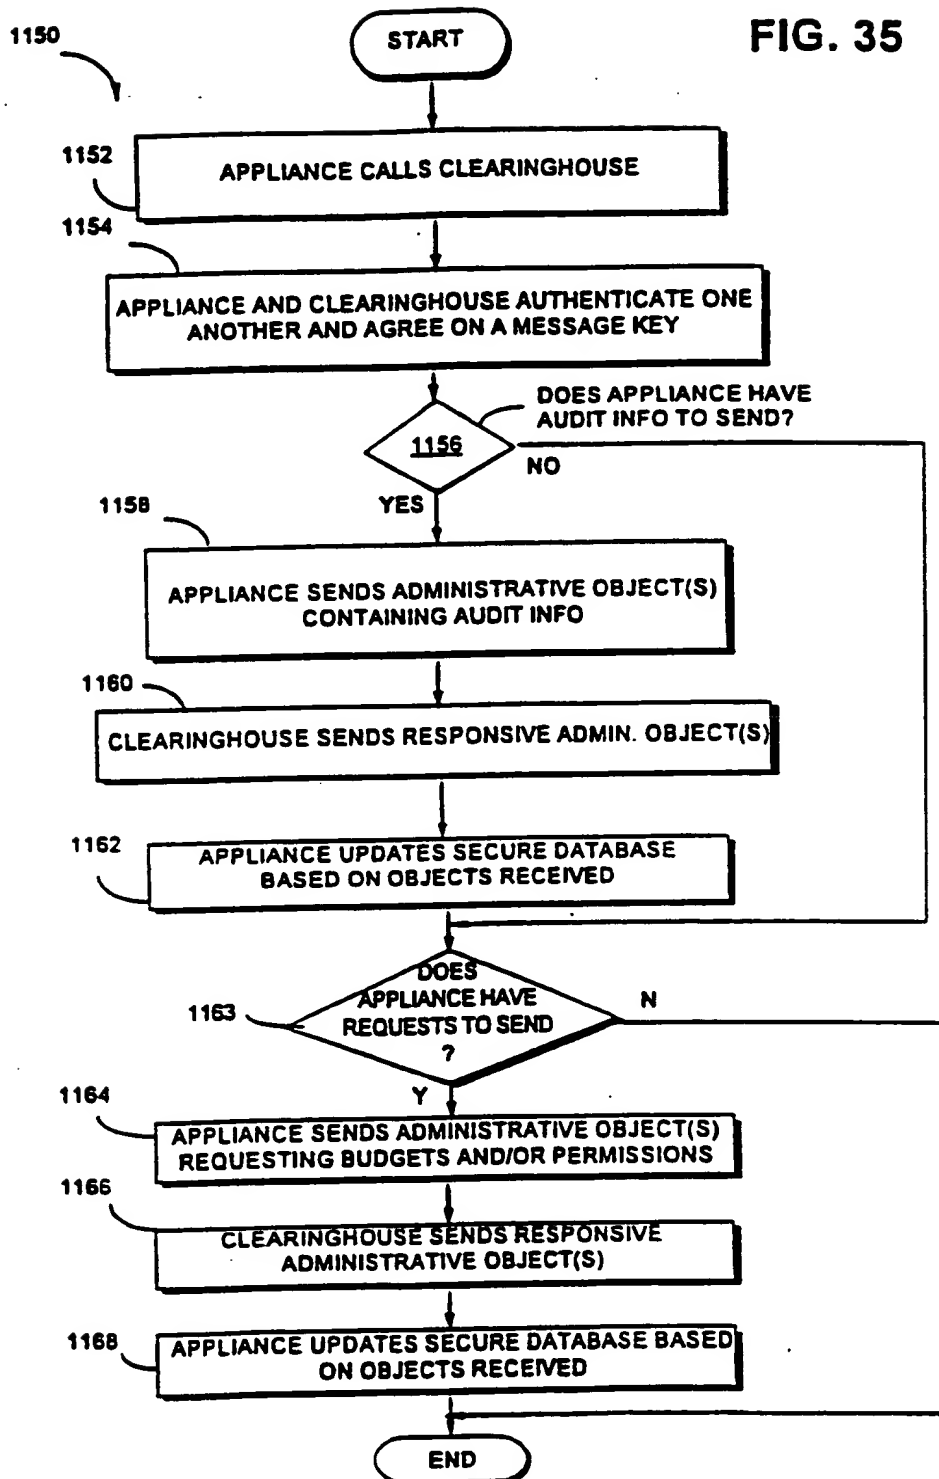 1150
START
FIG. 35
1152
APPLIANCE CALLS CLEARINGHOUSE
1154
APPLIANCE AND CLEARINGHOUSE AUTHENTICATE ONE
ANOTHER AND AGREE ON A MESSAGE KEY
DOES APPLIANCE HAVE
AUDIT INFO TO SEND?
1156
NO
YES
1158
APPLIANCE SENDS ADMINISTRATIVE OBJECT(S)
CONTAINING AUDIT INFO
1160
CLEARINGHOUSE SENDS RESPONSIVE ADMIN. OBJECT(S)
1162
APPLIANCE UPDATES SECURE DATABASE
BASED ON OBJECTS RECEIVED
DOES
APPLIANCE HAVE
REQUESTS TO SEND
?
1163
N
Y
1164
APPLIANCE SENDS ADMINISTRATIVE OBJECT(S)
REQUESTING BUDGETS AND/OR PERMISSIONS
1166
CLEARINGHOUSE SENDS RESPONSIVE
ADMINISTRATIVE OBJECT(S)
1168
APPLIANCE UPDATES SECURE DATABASE BASED
ON OBJECTS RECEIVED
END